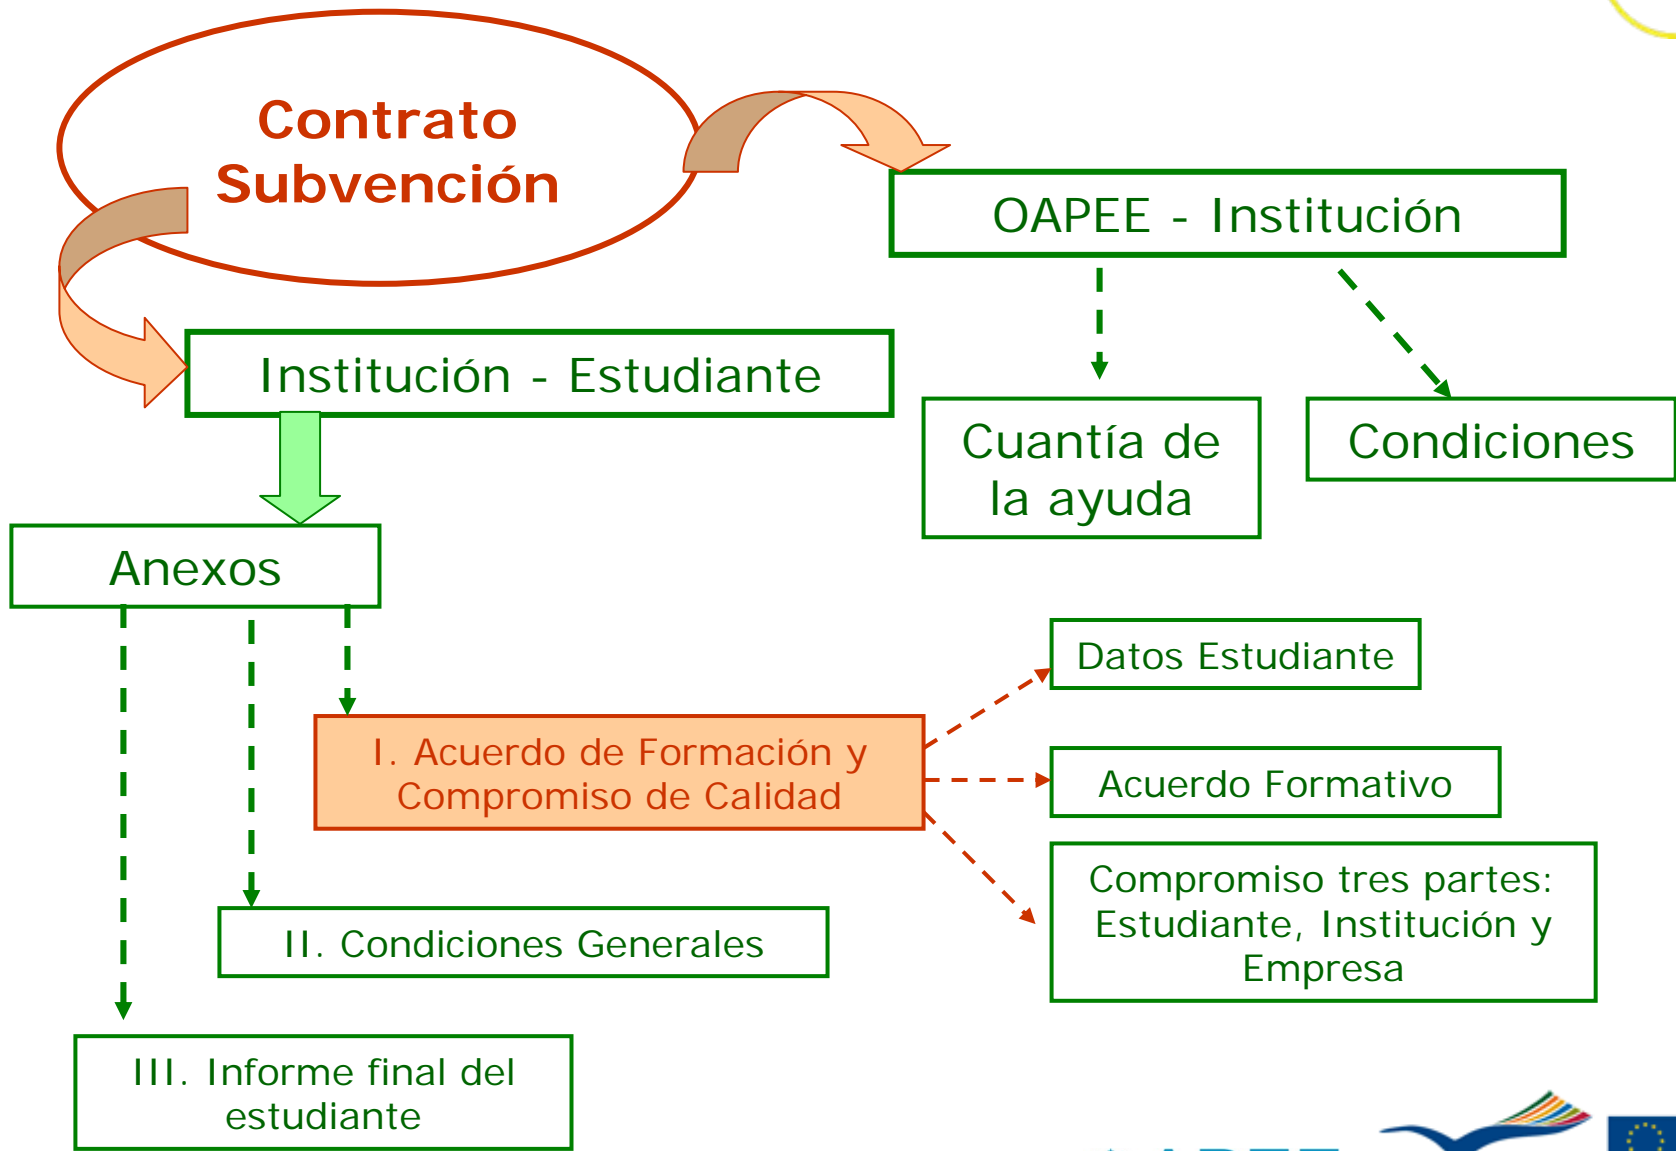 Contrato
Subvención
OAPEE - Institución
Institución - Estudiante
Cuantía de
la ayuda
Condiciones
Anexos
Datos Estudiante
I. Acuerdo de Formación y
Compromiso de Calidad
Acuerdo Formativo
Compromiso tres partes:
Estudiante, Institución y
Empresa
II. Condiciones Generales
III. Informe final del
estudiante